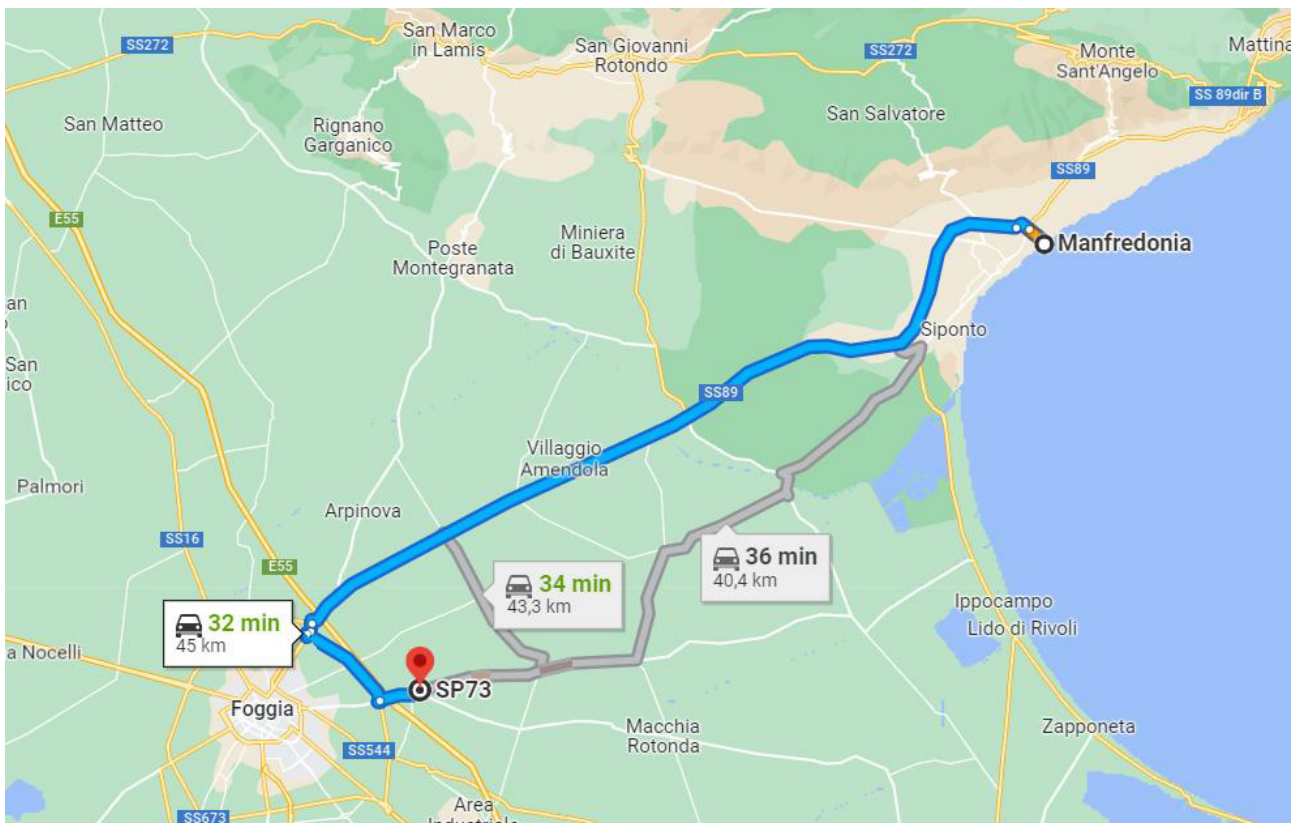 San Marco
in Lamis
SS272
San Giovanni
Rotondo
SS272
Monte
Sant'Angelo
Mattina
SS 89dir B
San Matteo
Rignano
Garganico
San Salvatore
SS89
E55
Poste
Montegranata
Miniera
di Bauxite
Manfredonia
an
San
ico
Siponto
SS89
Villaggio
Amendola
Palmori
Arpinova
SS16
E55
36 min
40,4 km
34 min
43,3 km
32 min
45 km
Ippocampo
Lido di Rivoli
a Nocelli
SP73
Foggia
Macchia
Rotonda
Zapponeta
SS544
Area
SS673